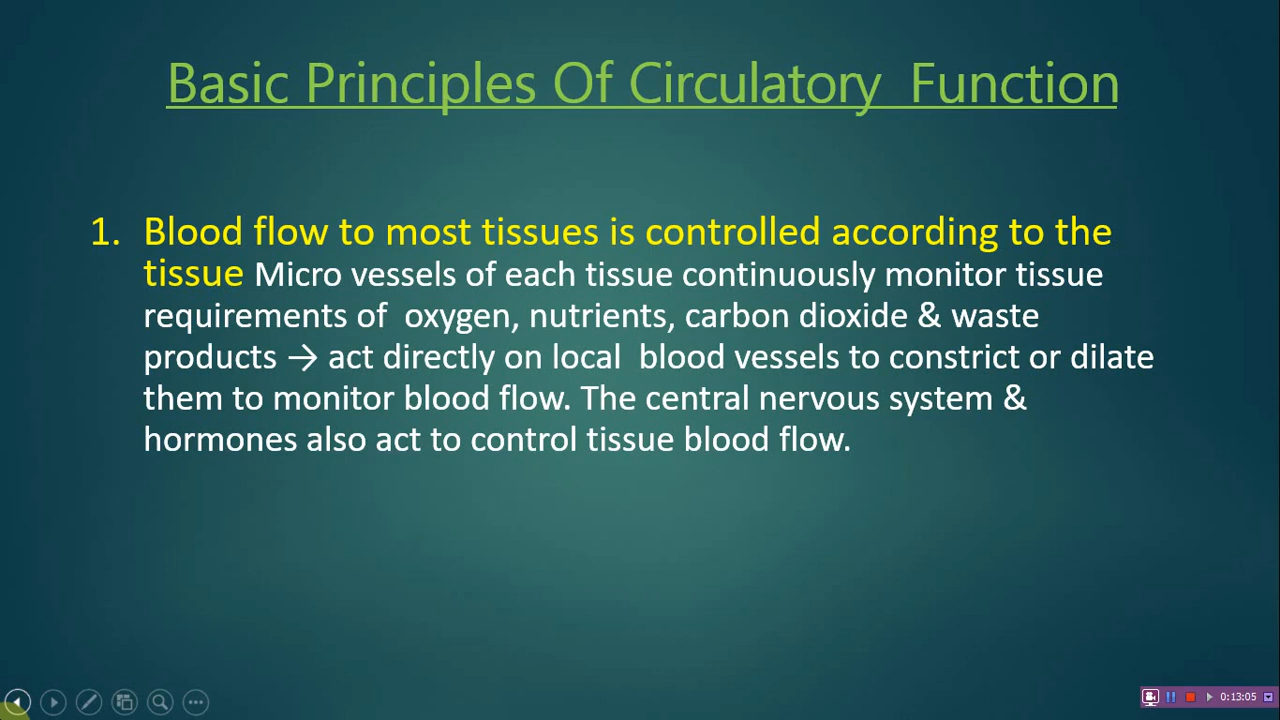 Basic Principles Of Circulatory  Function
1. Blood flow to most tissues is controlled according to the
tissue Micro vessels of each tissue continuously monitor tissue
requirements of  oxygen, nutrients, carbon dioxide & waste
products → act directly on local  blood vessels to constrict or dilate
them to monitor blood flow. The central nervous system &
hormones also act to control tissue blood flow.
0:13:05